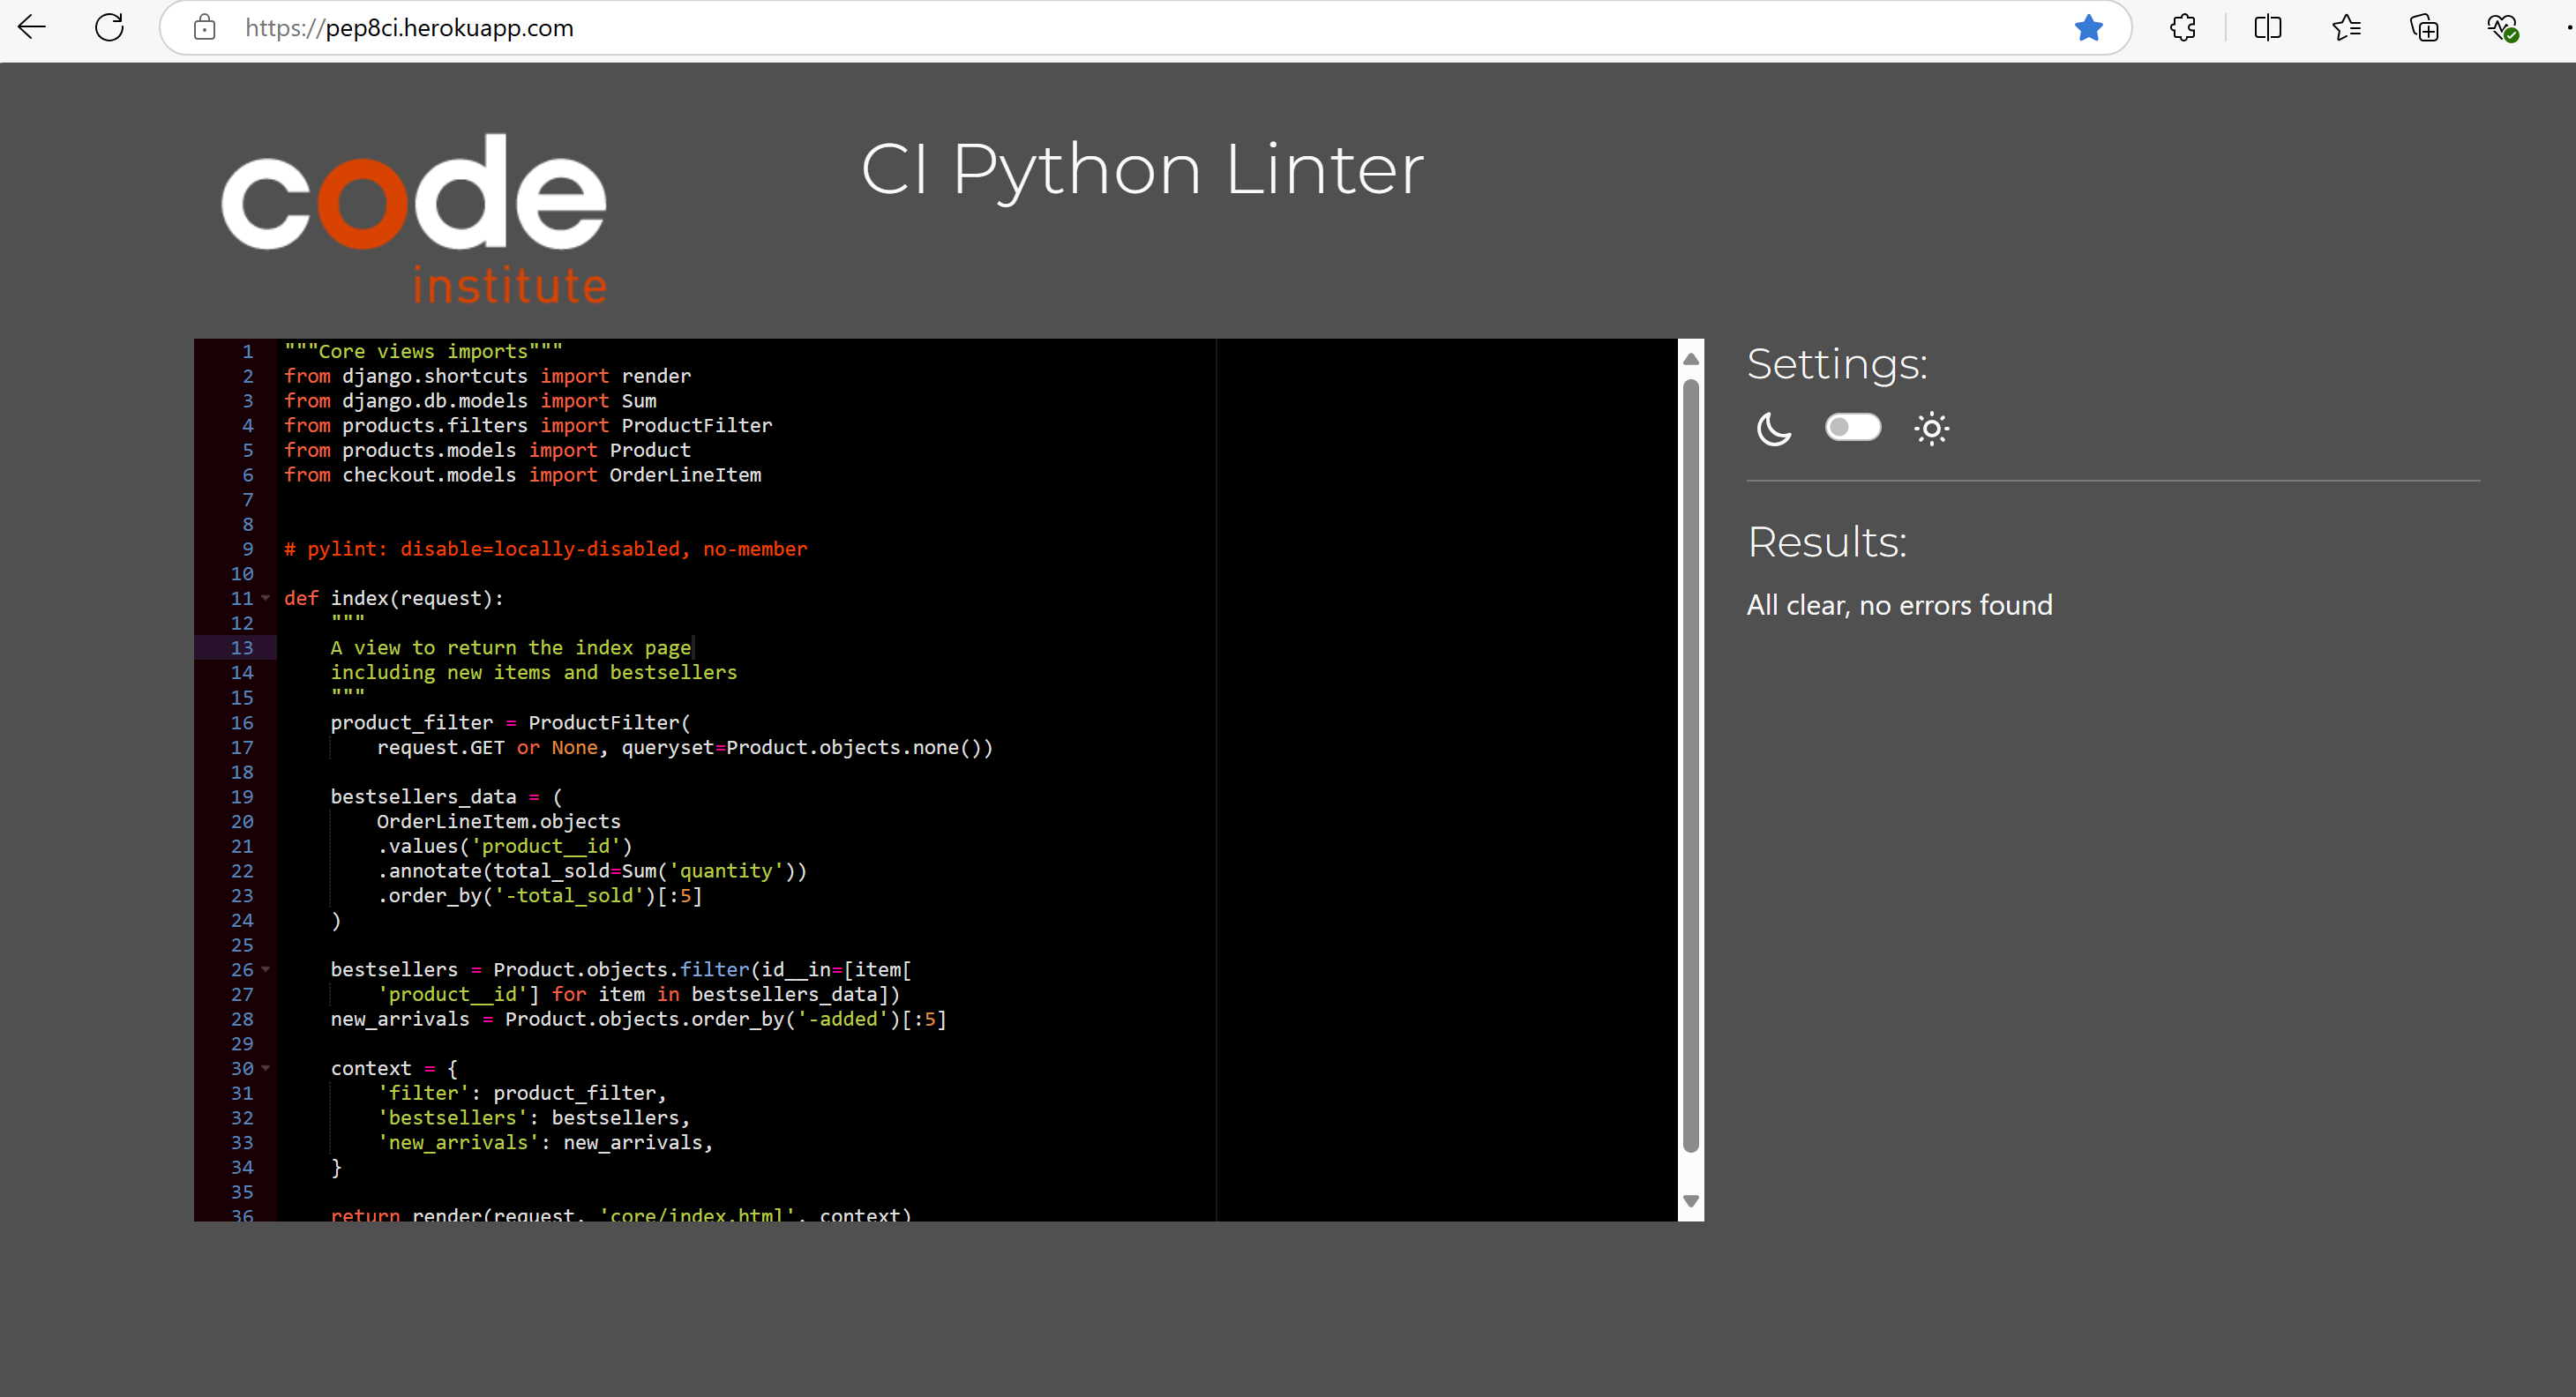 https://pep8ci.herokuapp.com
code
institute
CI Python Linter
1 """Core views imports"""
2 from django.shortcuts import render
3 from django.db.models import Sum
4 from products.filters import ProductFilter
5 from products.models import Product
6 from checkout.models import OrderLineItem
7
8
9 # pylint: disable=locally-disabled, no-member
10
11 def index(request):
12     """
13     A view to return the index page
14     including new items and bestsellers
15     """
16     product_filter = ProductFilter(
17         request.GET or None, queryset=Product.objects.none())
18
19     bestsellers_data = (
20         OrderLineItem.objects
21         .values('product__id')
22         .annotate(total_sold=Sum('quantity'))
23         .order_by('-total_sold')[:5]
24     )
25
26     bestsellers = Product.objects.filter(id__in=[item[
27         'product__id'] for item in bestsellers_data])
28     new_arrivals = Product.objects.order_by('-added')[:5]
29
30     context = {
31         'filter': product_filter,
32         'bestsellers': bestsellers,
33         'new_arrivals': new_arrivals,
34     }
35
36     return render(request, 'core/index.html', context)
Settings:
Results:
All clear, no errors found